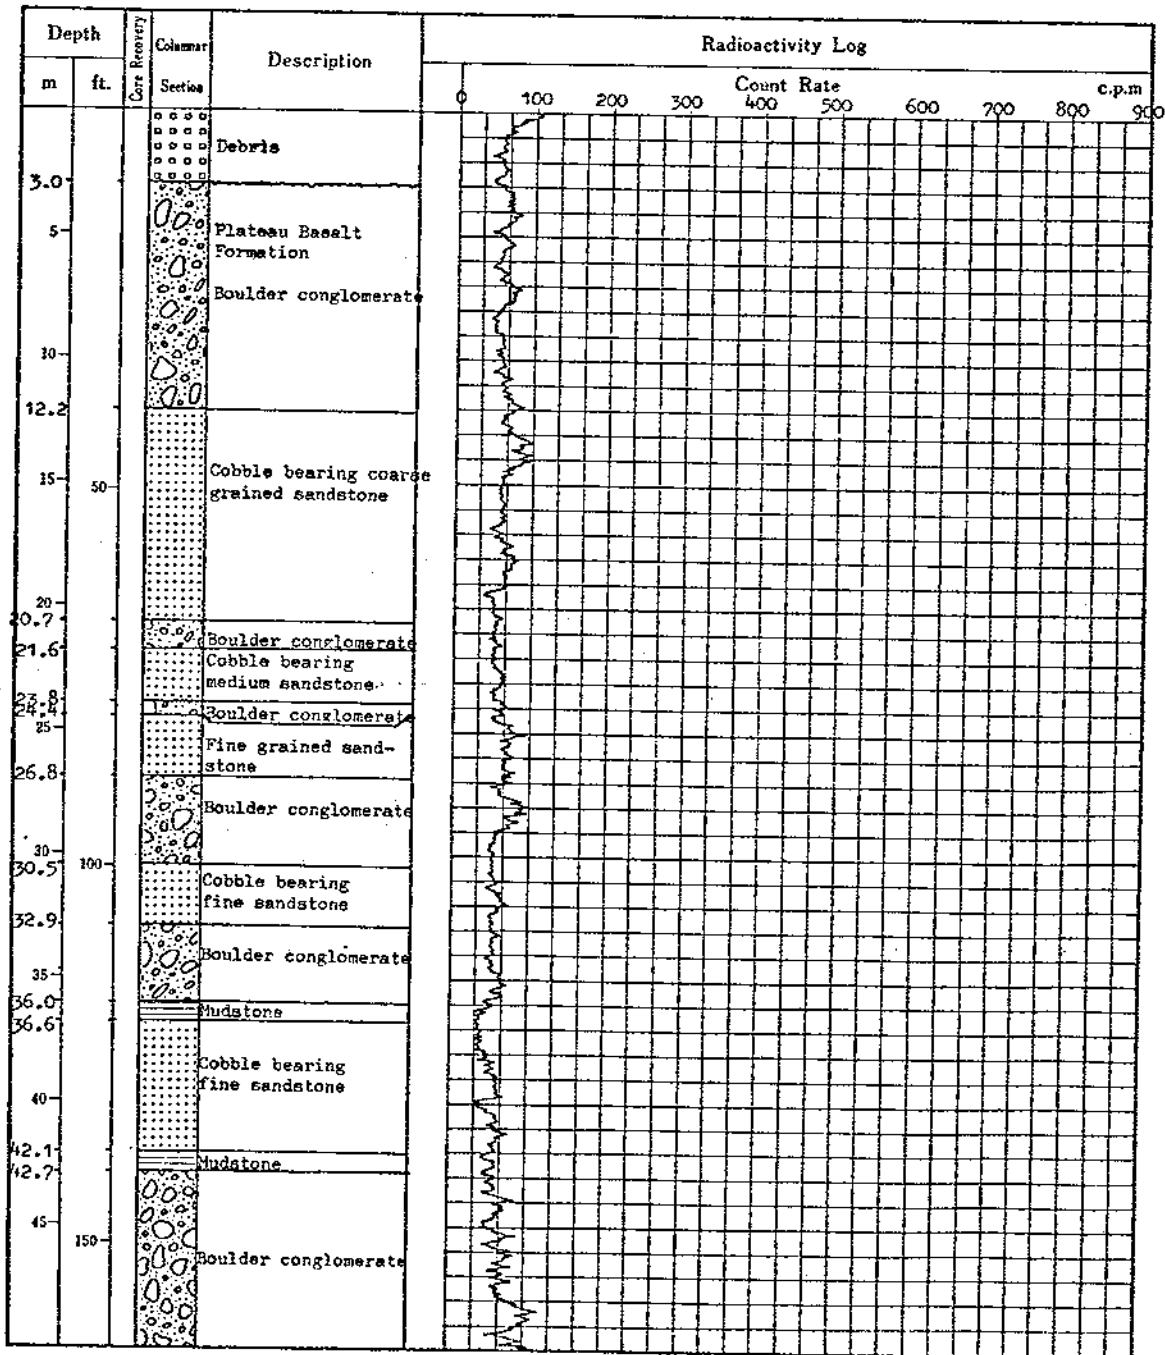 Depth
m
ft.
Core Recovery
Columnar
Section
Description
Radioactivity Log
Count Rate
c.p.m
0 100 200 300 400 500 600 700 800 900
Debris
3.0
5
Plateau Basalt
Formation
Boulder conglomerate
10
12.2
Cobble bearing coarse
grained sandstone
15
50
20
20.7
Boulder conglomerate
21.6
Cobble bearing
medium sandstone
23.8
24.4
Boulder conglomerate
25
Fine grained sand-
stone
26.8
Boulder conglomerate
30
30.5
100
Cobble bearing
fine sandstone
32.9
Boulder conglomerate
35
36.0
Mudstone
36.6
Cobble bearing
fine sandstone
40
42.1
Mudstone
42.7
45
150
Boulder conglomerate